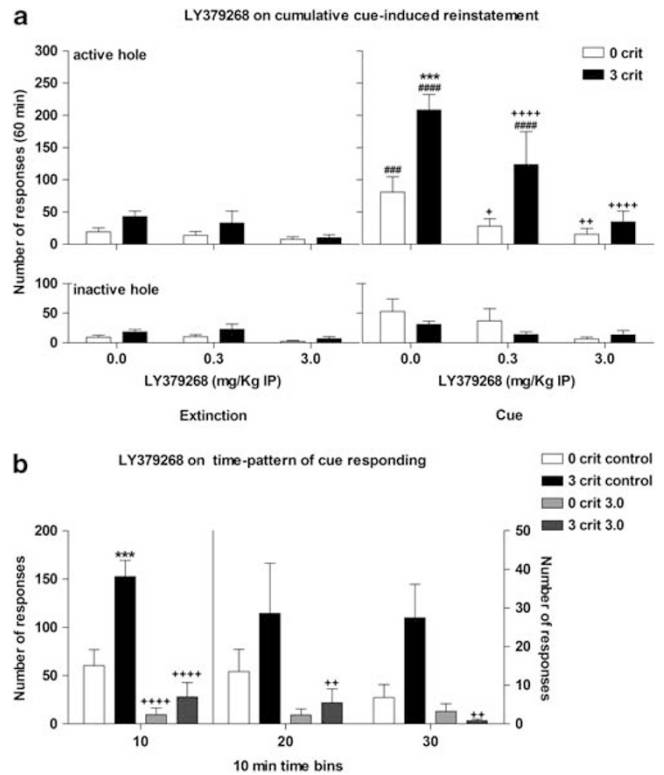 a
LY379268 on cumulative cue-induced reinstatement
active hole
0 crit
3 crit
Number of responses (60 min)
300
250
200
150
100
50
0
***
####
###
++++
####
+
++
++++
inactive hole
100
50
0
0.0 0.3 3.0 0.0 0.3 3.0
LY379268 (mg/Kg IP) LY379268 (mg/Kg IP)
Extinction Cue
b
LY379268 on time-pattern of cue responding
0 crit control
3 crit control
0 crit 3.0
3 crit 3.0
Number of responses
200
150
100
50
0
***
++++
++++
++
++
50
40
30
20
10
0
Number of responses
10 20 30
10 min time bins